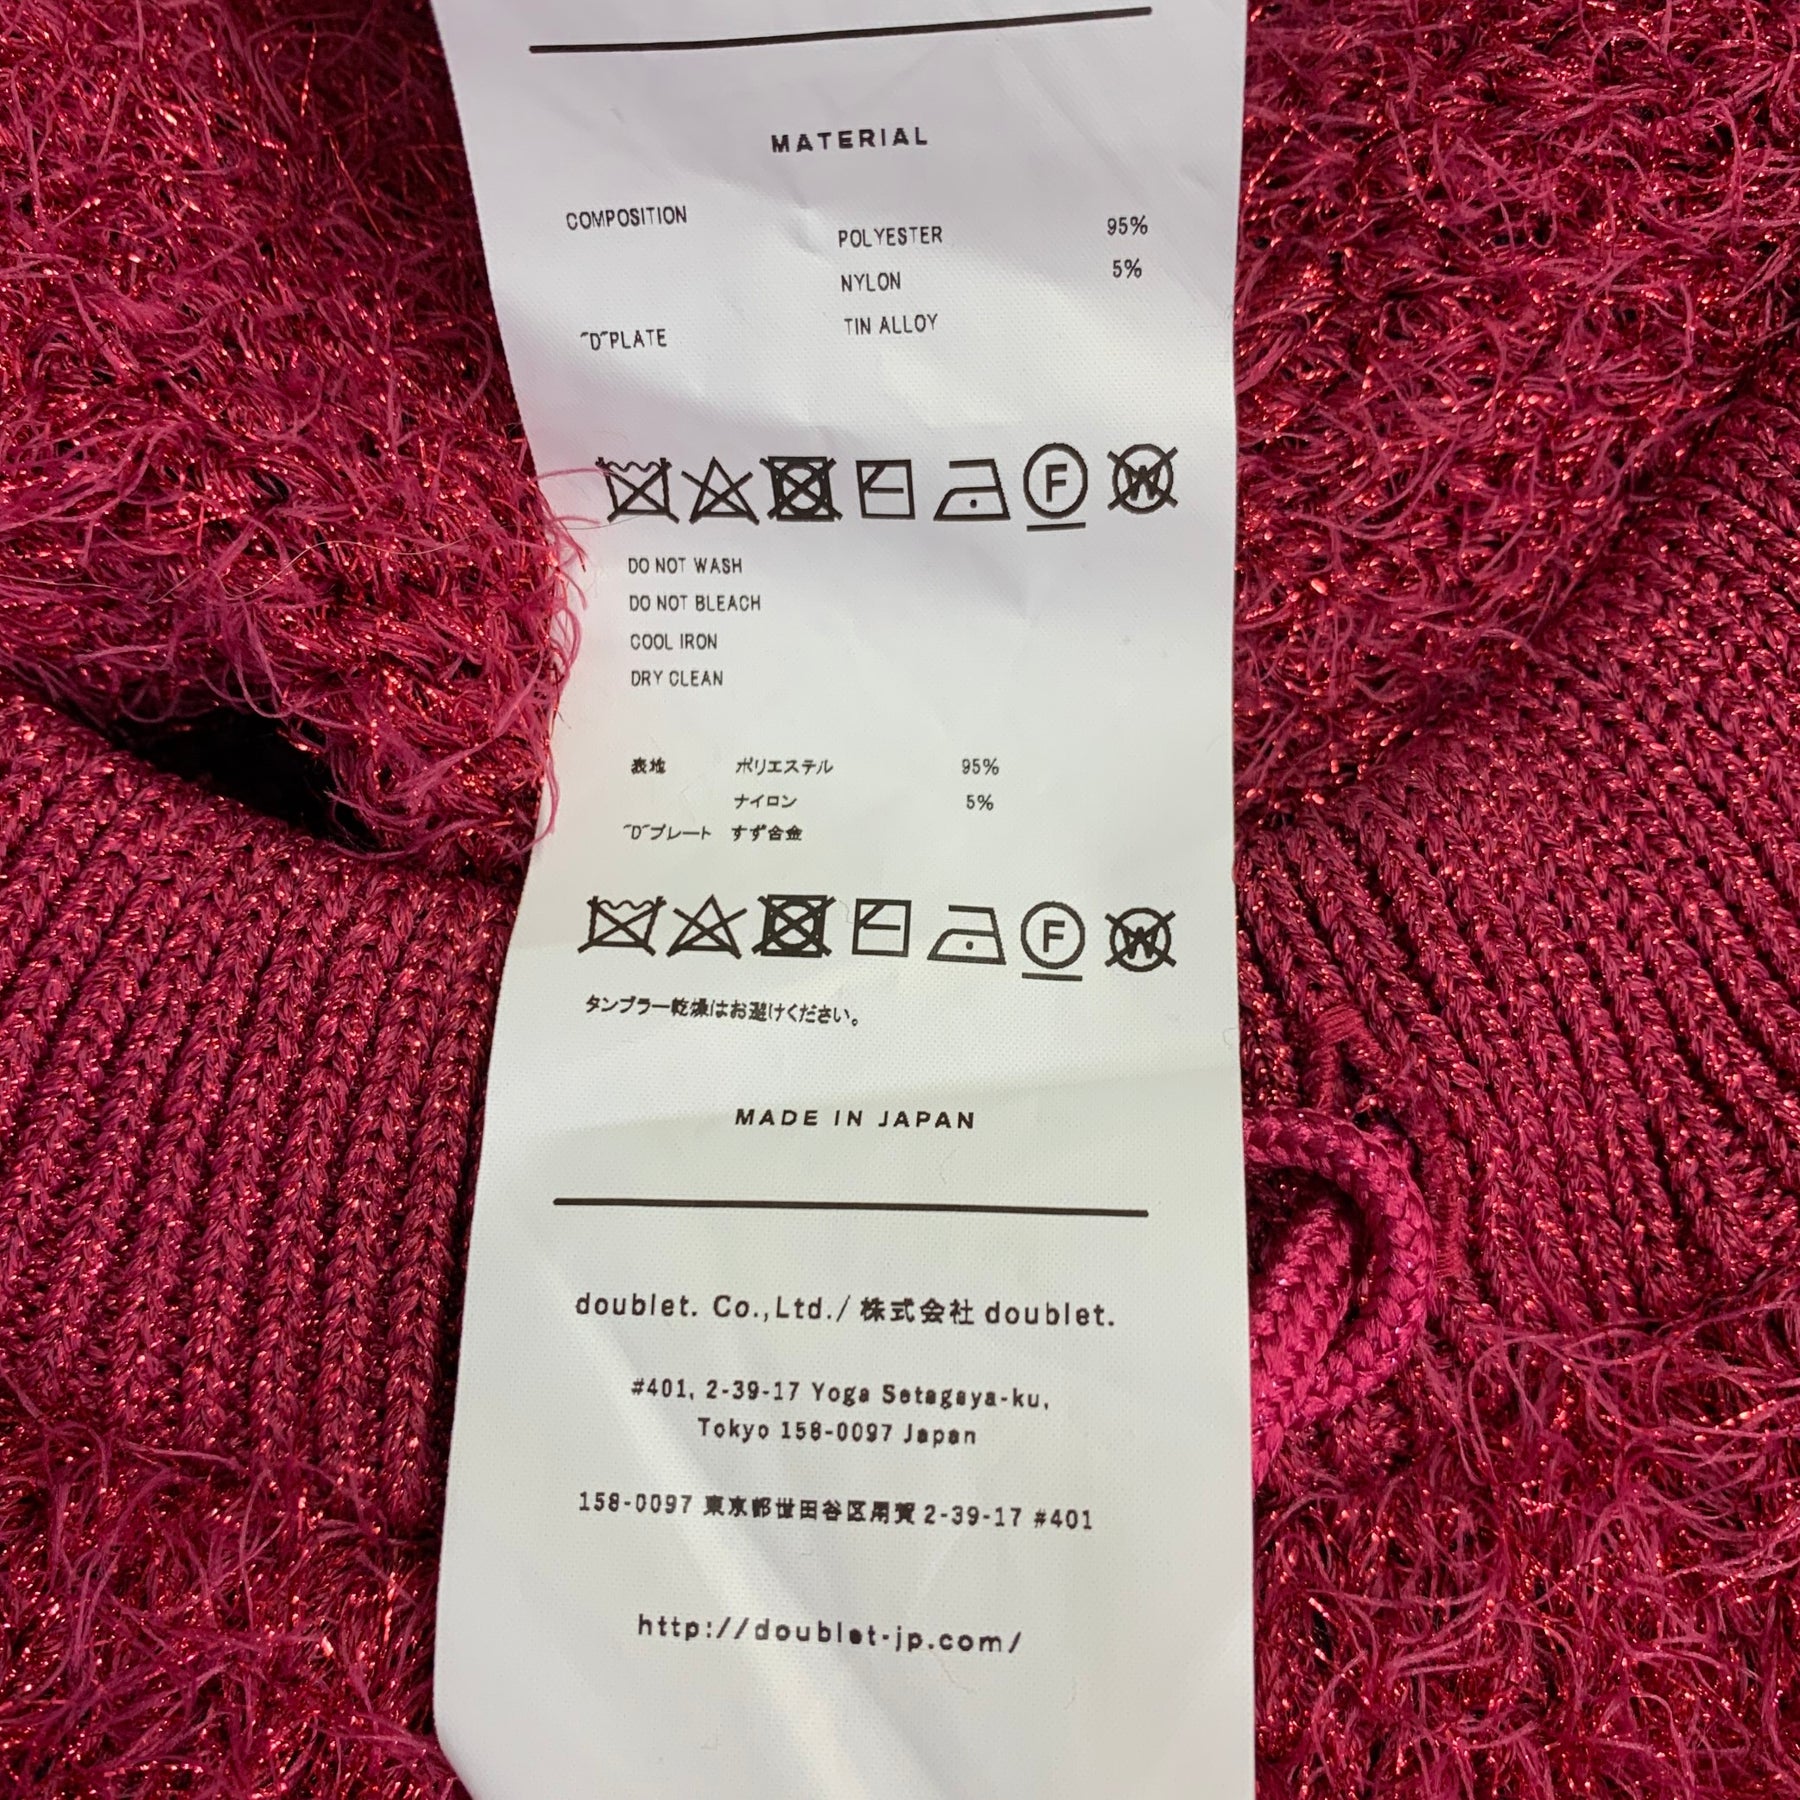 MATERIAL
COMPOSITION POLYESTER 95%
NYLON 5%
"D"PLATE TIN ALLOY
F W
DO NOT WASH
DO NOT BLEACH
COOL IRON
DRY CLEAN
表地 ポリエステル 95%
ナイロン 5%
"D"プレート すず合金
F W
タンブラー乾燥はお避けください。
MADE IN JAPAN
doublet. Co.,Ltd./ 株式会社 doublet.
#401, 2-39-17 Yoga Setagaya-ku,
Tokyo 158-0097 Japan
158-0097 東京都世田谷区用賀 2-39-17 #401
http://doublet-jp.com/